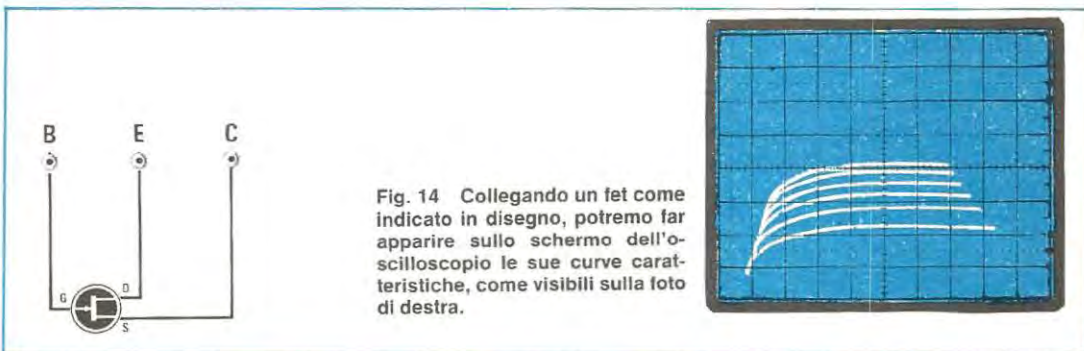 B E C
G
D
S
Fig. 14 Collegando un fet come
indicato in disegno, potremo far
apparire sullo schermo dell'o-
scilloscopio le sue curve carat-
teristiche, come visibili sulla foto
di destra.